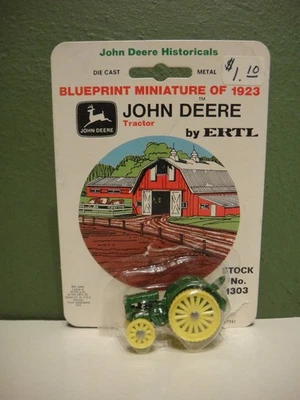 John Deere Historicals
DIE CAST METAL
$1.10
BLUEPRINT MINIATURE OF 1923
JOHN DEERE™
Tractor
by ERTL
JOHN DEERE
STOCK
No.
1303